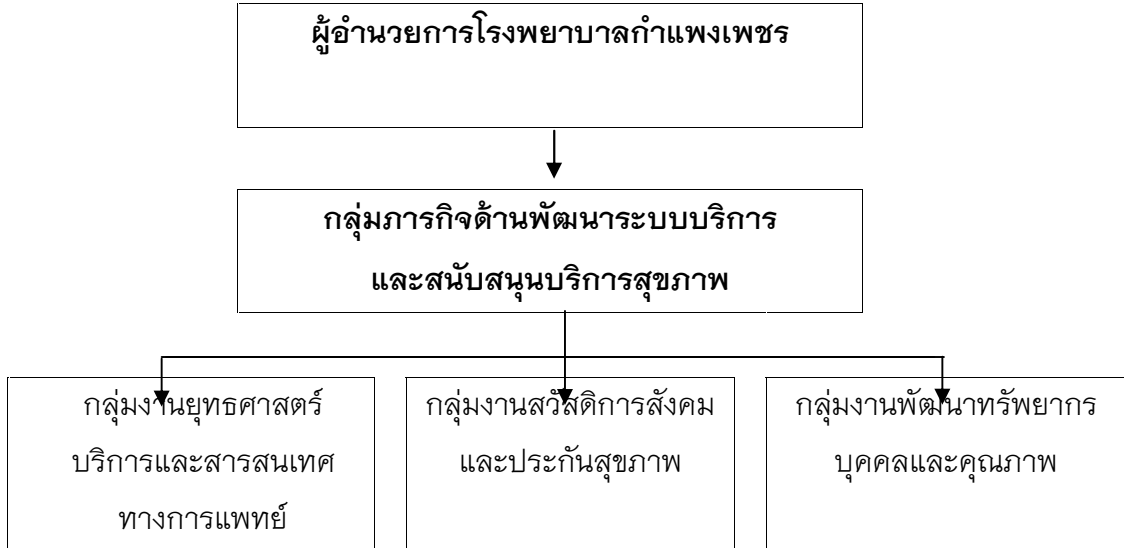 ผู้อำนวยการโรงพยาบาลกำแพงเพชร
กลุ่มภารกิจด้านพัฒนาระบบบริการ
และสนับสนุนบริการสุขภาพ
กลุ่มงานยุทธศาสตร์
บริการและสารสนเทศ
ทางการแพทย์
กลุ่มงานสวัสดิการสังคม
และประกันสุขภาพ
กลุ่มงานพัฒนาทรัพยากร
บุคคลและคุณภาพ